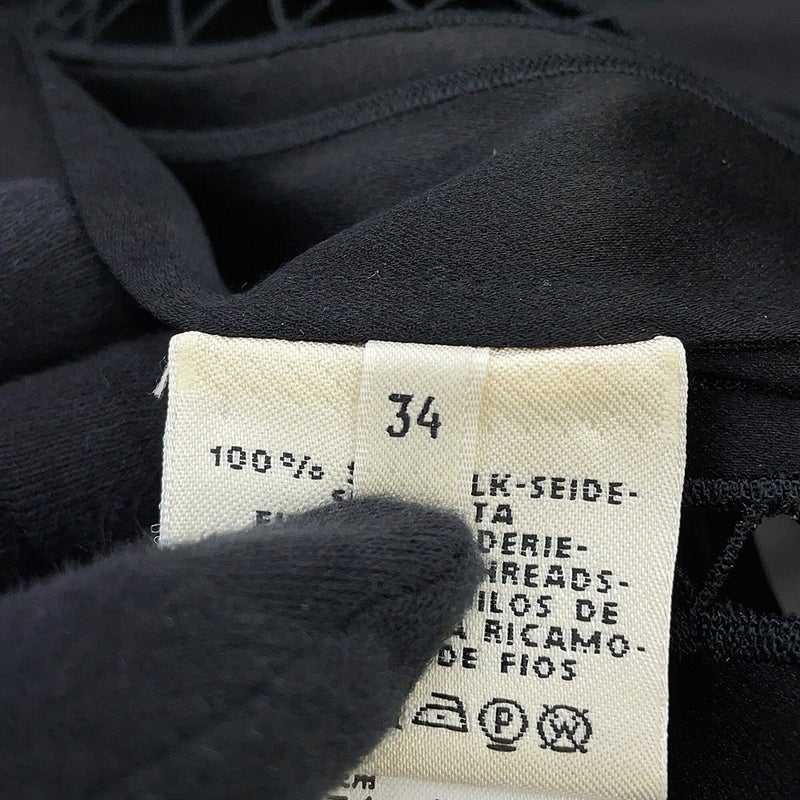 34
100%
LK-SEIDE-
TA
DERIE-
HREADS-
ILOS DE
RICAMO-
DE FIOS
P W